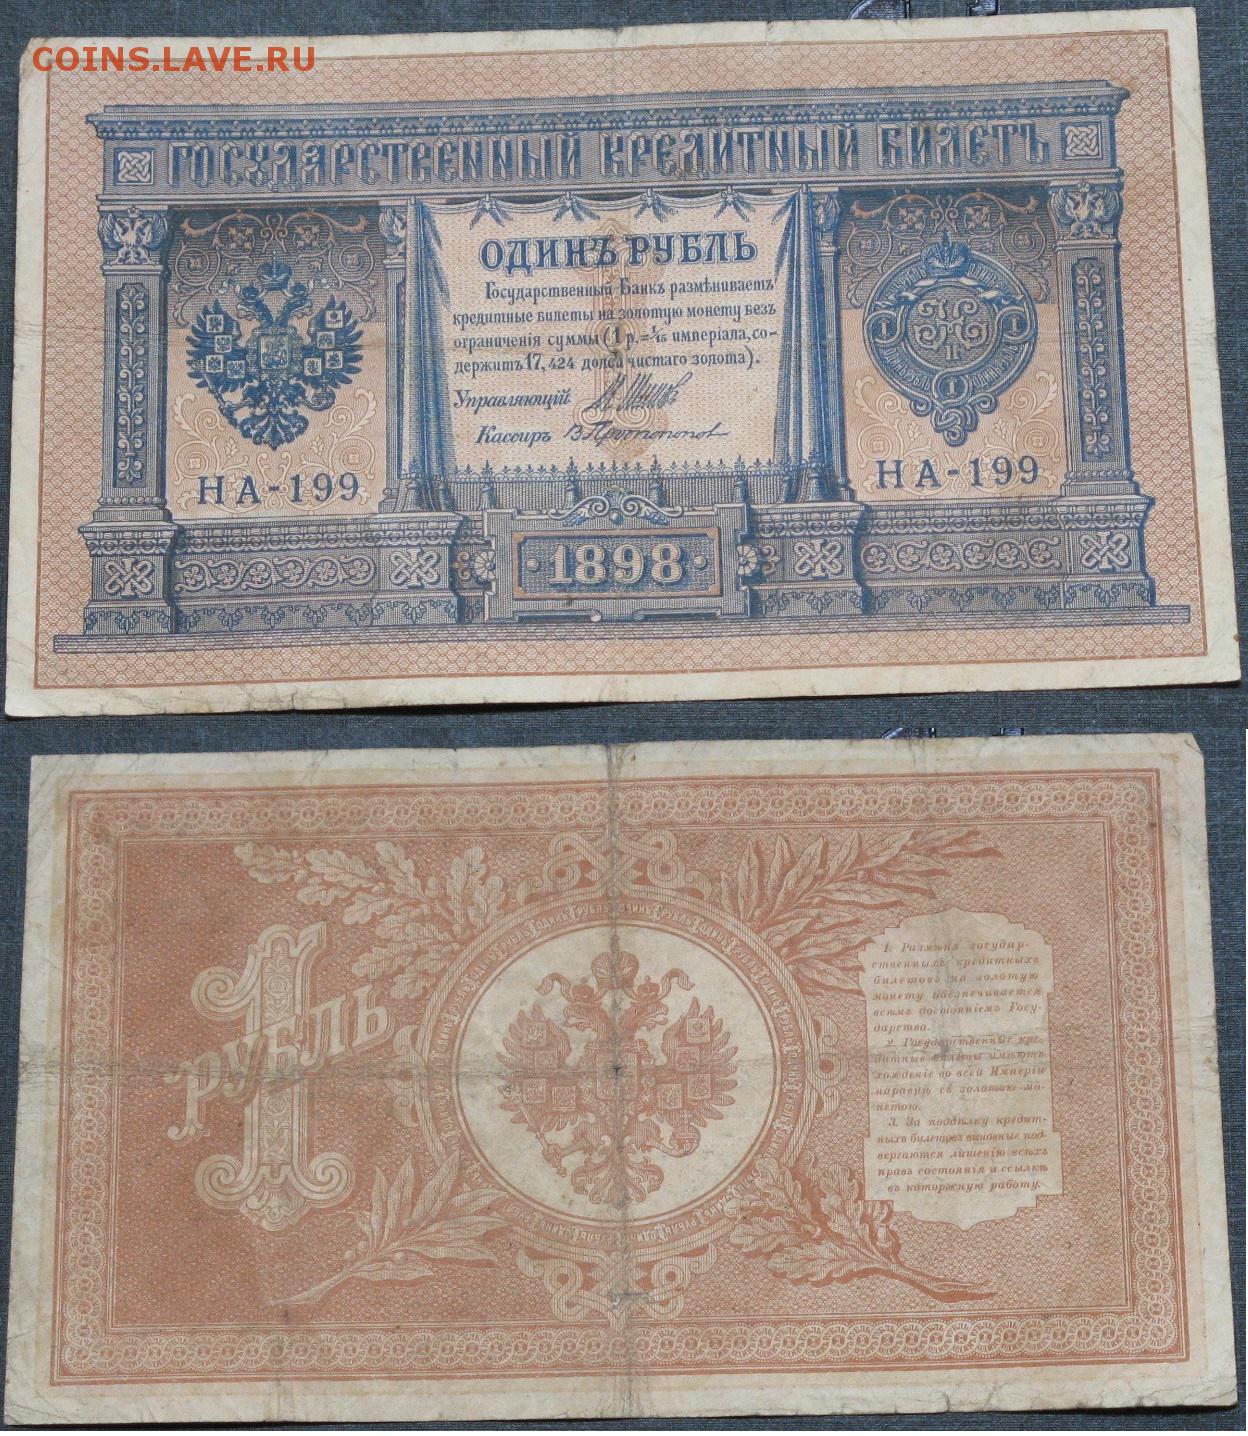 COINS.LAVE.RU
ГОСУДАРСТВЕННЫЙ КРЕДИТНЫЙ БИЛЕТЪ
ОДИНЪ РУБЛЬ
Государственный Банкъ размѣниваетъ
кредитные билеты на золотую монету безъ
ограниченія суммы (1 р. = 1/15 имперіала, со-
держитъ 17,424 долей чистаго золота).
Управляющій
Кассиръ В Протопоповъ
НА-199
НА-199
1898
1
РУБЛЬ
1. Размѣнъ государ-
ственныхъ кредитныхъ
билетовъ на золотую
монету обезпечивается
всѣмъ достояніемъ Госу-
дарства.
2. Государственные кре-
дитные билеты имѣютъ
хожденіе во всей Имперіи
наравнѣ съ золотою мо-
нетою.
3. За поддѣлку кредит-
ныхъ билетовъ виновные под-
вергаются лишенію всѣхъ
правъ состоянія и ссылкѣ
въ каторжную работу.